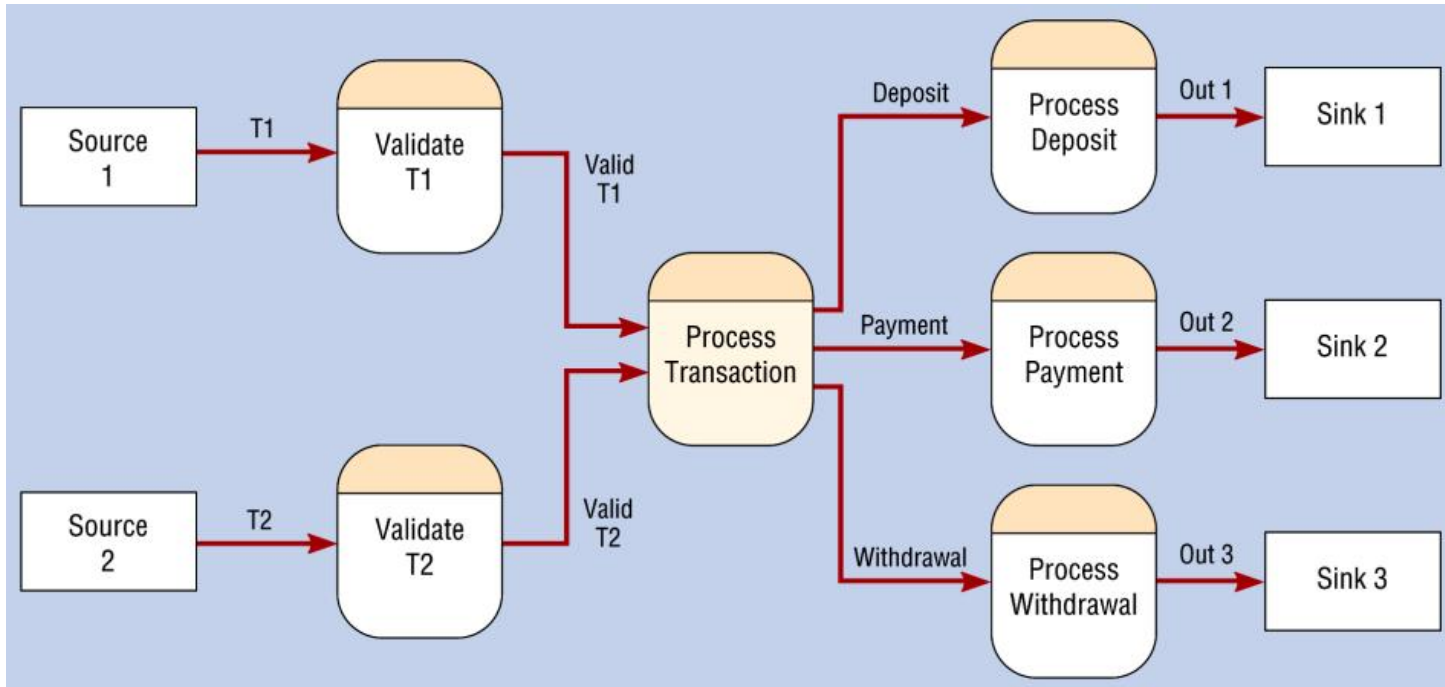 Source
1
T1
Validate
T1
Valid
T1
Source
2
T2
Validate
T2
Valid
T2
Process
Transaction
Deposit
Process
Deposit
Out 1
Sink 1
Payment
Process
Payment
Out 2
Sink 2
Withdrawal
Process
Withdrawal
Out 3
Sink 3